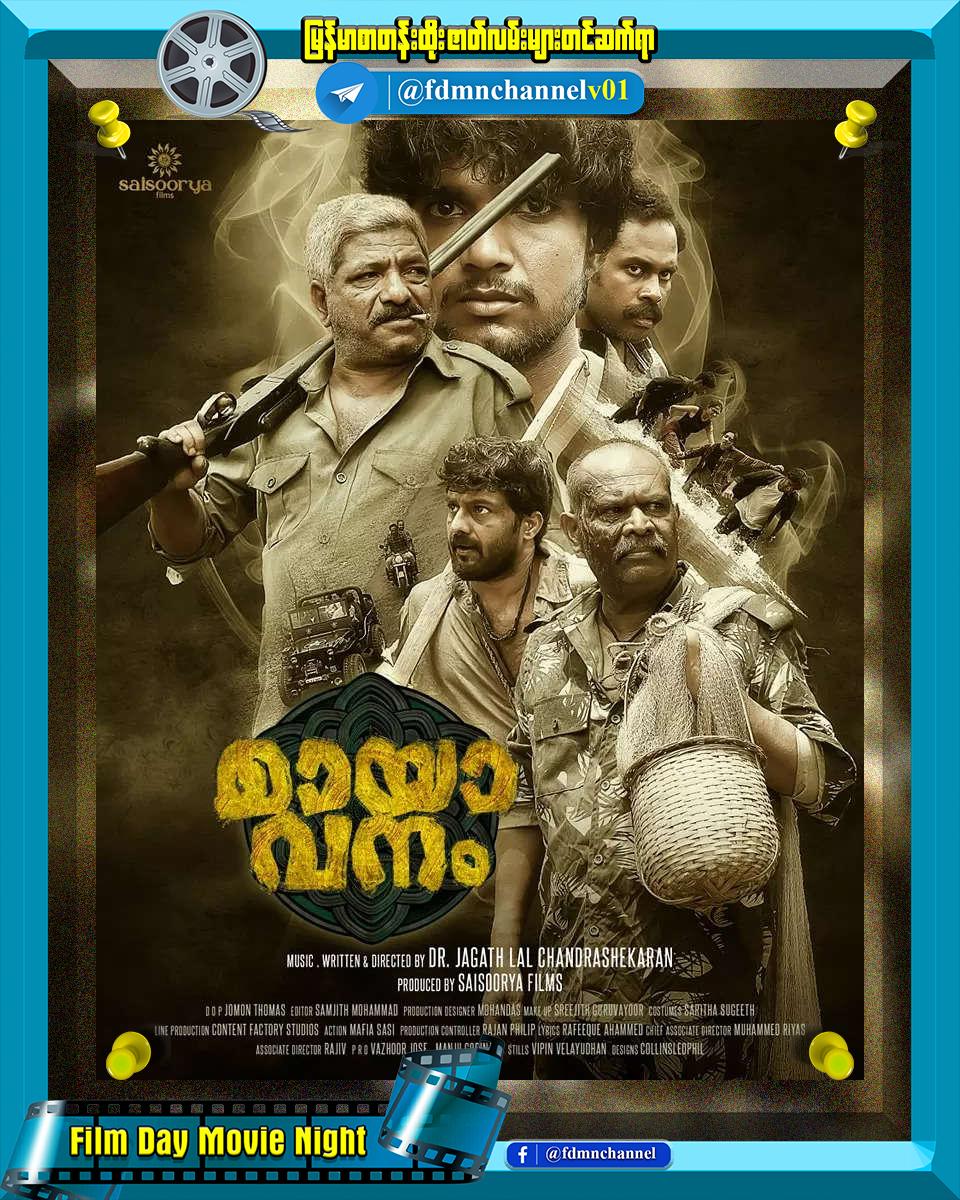 မြန်မာစာတန်းထိုးဇာတ်လမ်းများတင်ဆက်ရာ
@fdmnchannelv01
saisoorya
films
മായാ
വനം
MUSIC . WRITTEN & DIRECTED BY DR. JAGATH LAL CHANDRASHEKARAN
PRODUCED BY SAISOORYA FILMS
D O P JOMON THOMAS EDITOR SAMJITH MOHAMMAD PRODUCTION DESIGNER MOHANDAS MAKE UP SREEJITH GURUVAYOOR COSTUMES SARITHA SUGEETH
LINE PRODUCTION CONTENT FACTORY STUDIOS ACTION MAFIA SASI PRODUCTION CONTROLLER RAJAN PHILIP LYRICS RAFEEQUE AHAMMED CHIEF ASSOCIATE DIRECTOR MUHAMMED RIYAS
ASSOCIATE DIRECTOR RAJIV P R O VAZHOOR JOSE MANJU STILLS VIPIN VELAYUDHAN DESIGNS COLLINSLEOPHIL
Film Day Movie Night
@fdmnchannel